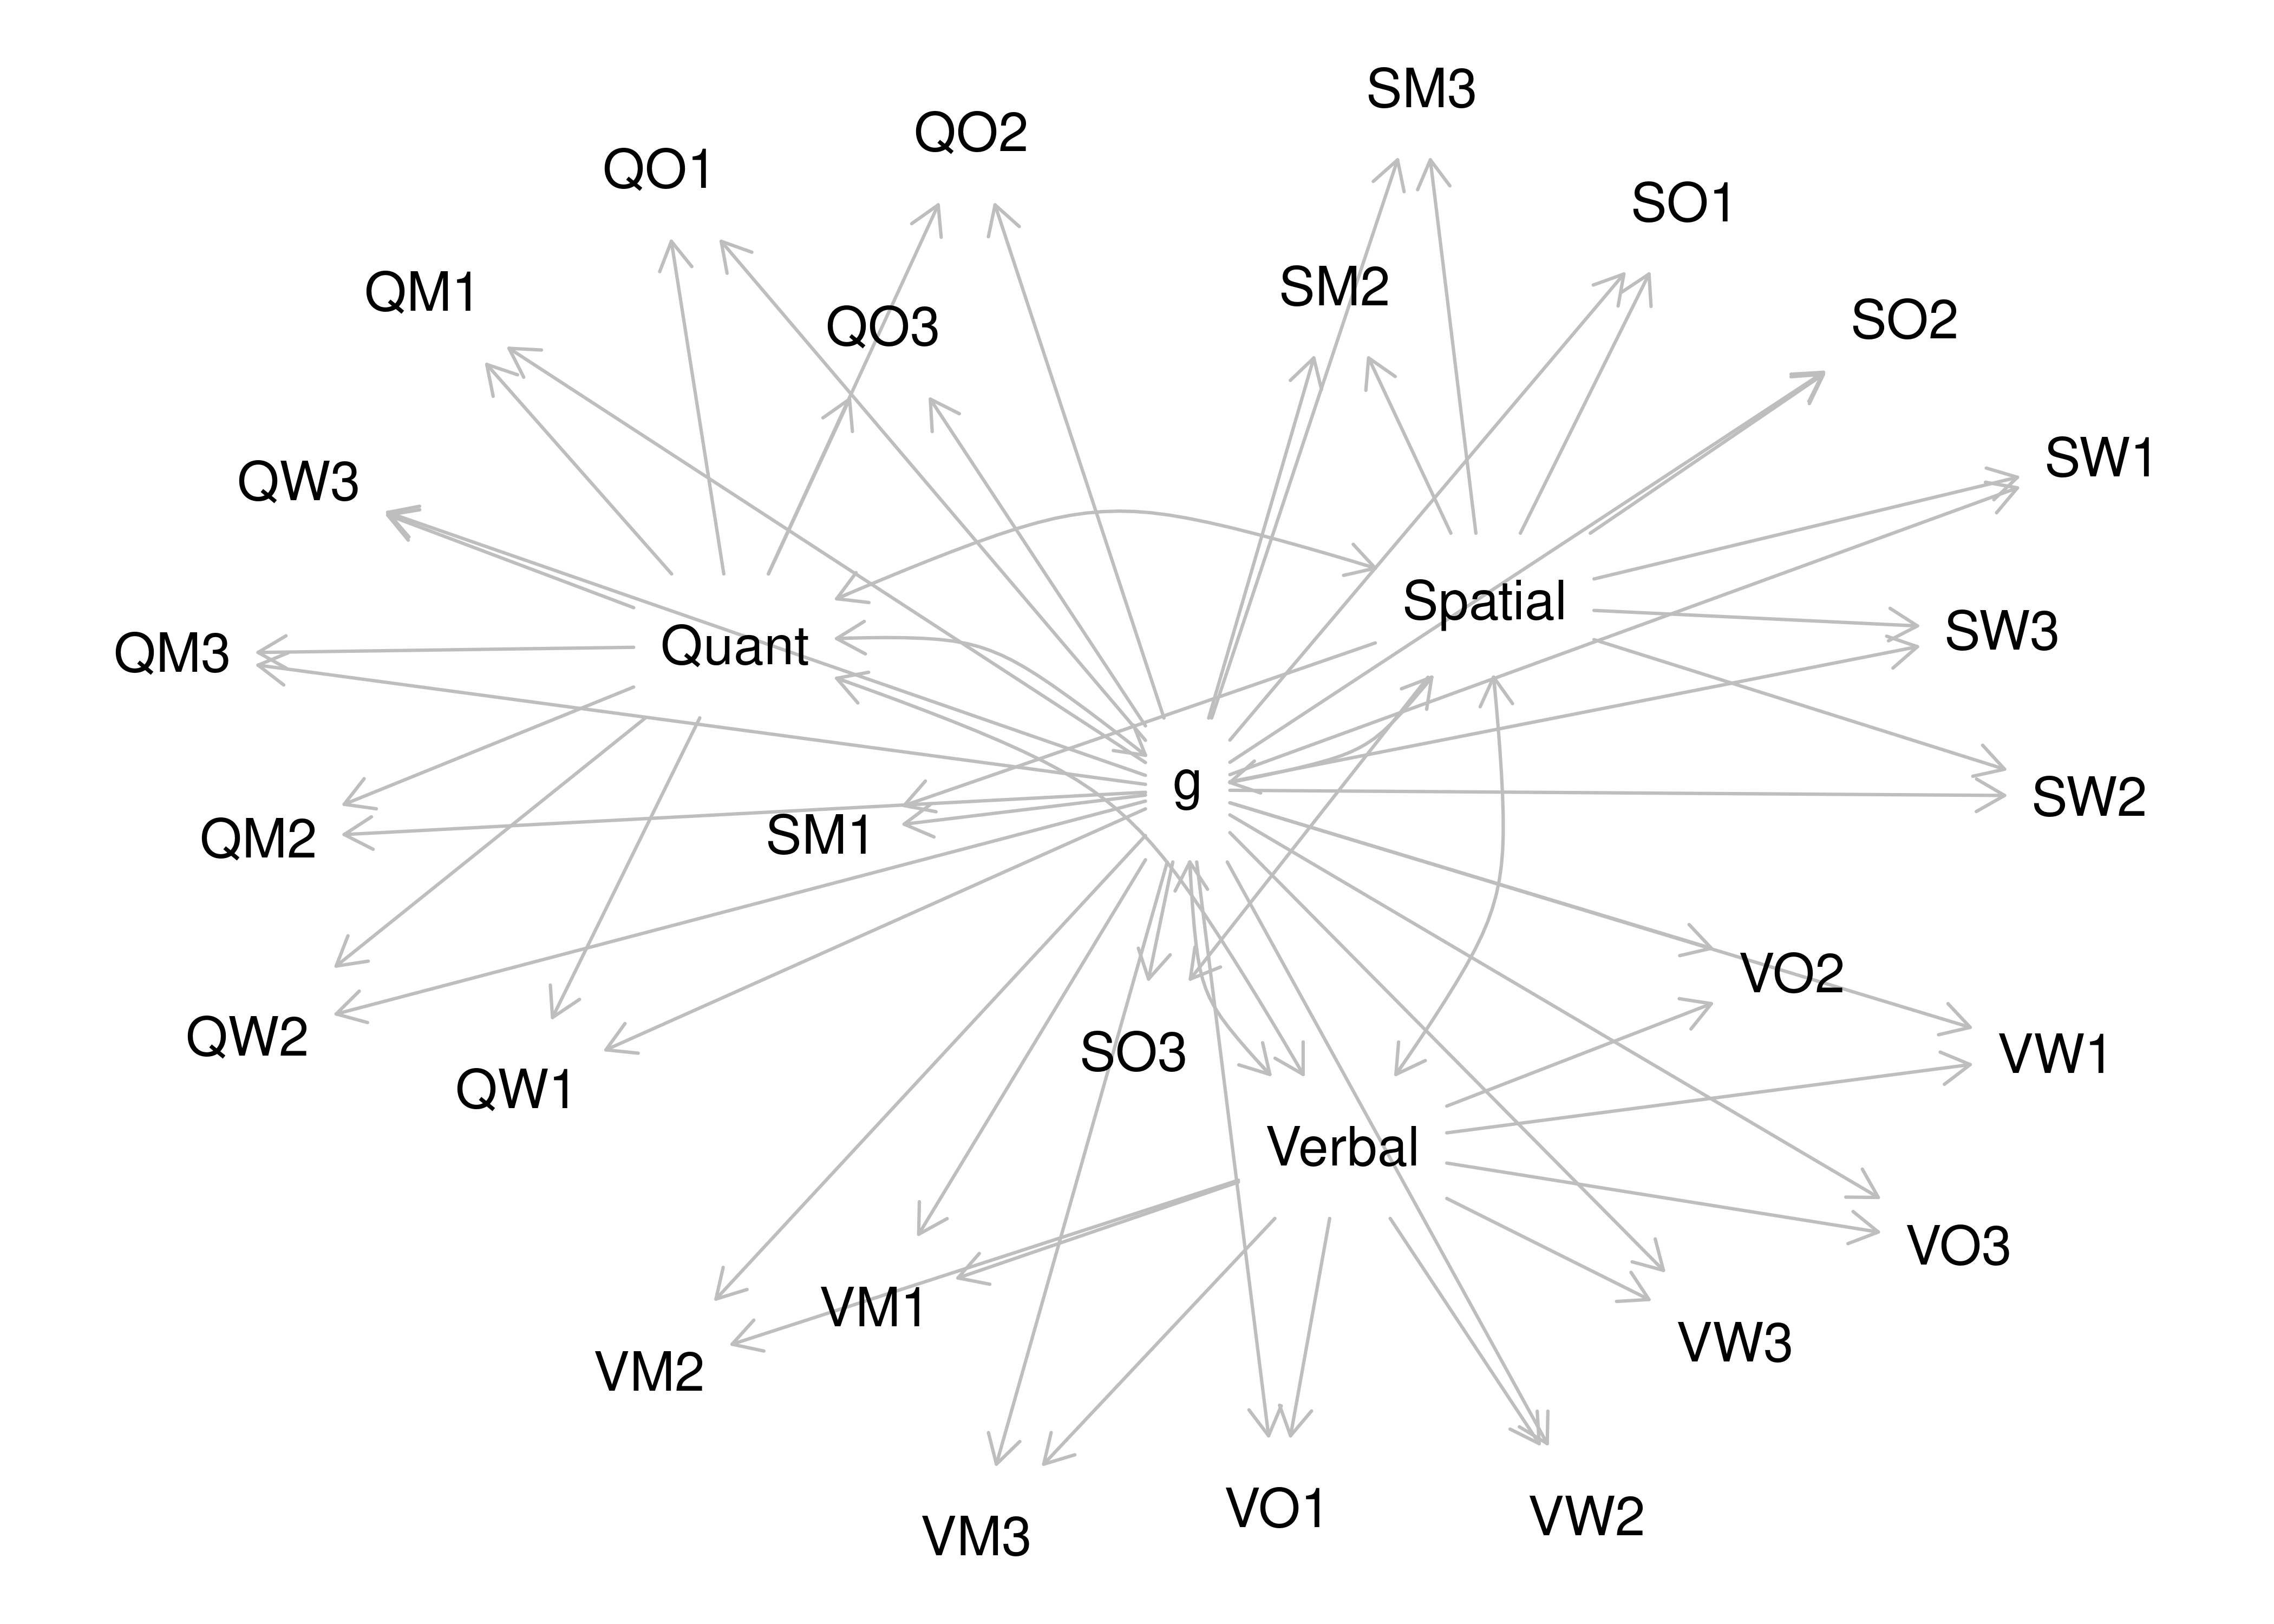 SM3
QO2
QO1
SO1
QM1
SM2
QO3
SO2
SW1
QW3
Spatial
SW3
Quant
QM3
g
SW2
SM1
QM2
VO2
QW2
SO3
VW1
QW1
Verbal
VO3
VM1
VW3
VM2
VO1
VW2
VM3